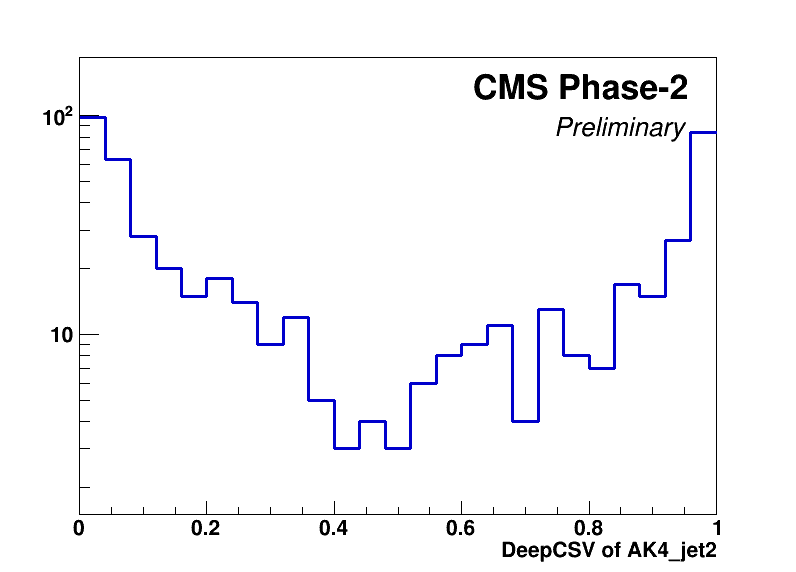 CMS Phase-2
Preliminary
10²
10
0 0.2 0.4 0.6 0.8 1
DeepCSV of AK4_jet2